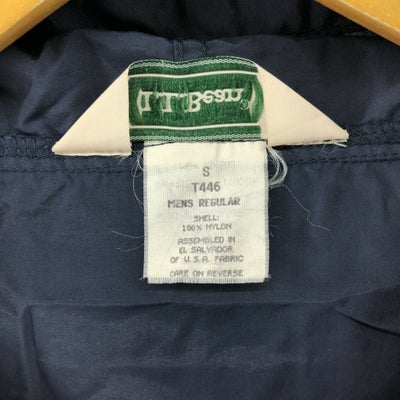 (L.L.Bean)®
S
T446
MENS REGULAR
SHELL:
100% NYLON
ASSEMBLED IN
EL SALVADOR
OF U.S.A. FABRIC
CARE ON REVERSE